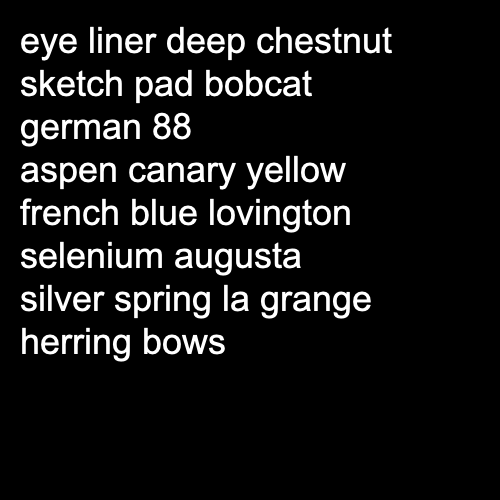 eye liner deep chestnut
sketch pad bobcat
german 88
aspen canary yellow
french blue lovington
selenium augusta
silver spring la grange
herring bows